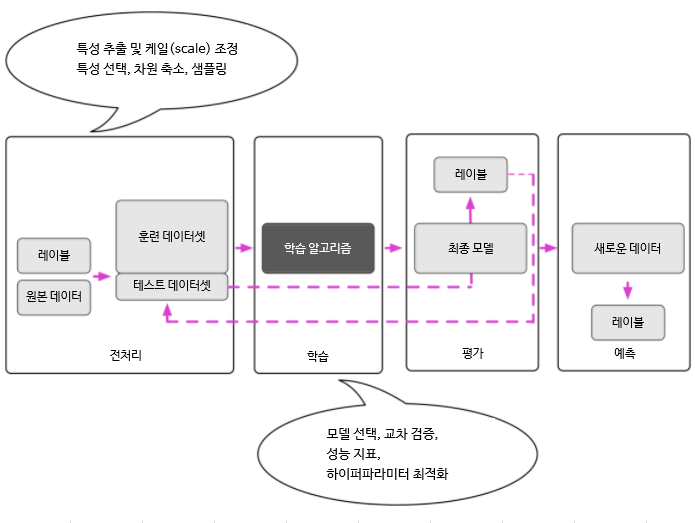 특성 추출 및 케일(scale) 조정
특성 선택, 차원 축소, 샘플링
레이블
원본 데이터
훈련 데이터셋
테스트 데이터셋
전처리
학습 알고리즘
학습
레이블
최종 모델
평가
새로운 데이터
레이블
예측
모델 선택, 교차 검증,
성능 지표,
하이퍼파라미터 최적화